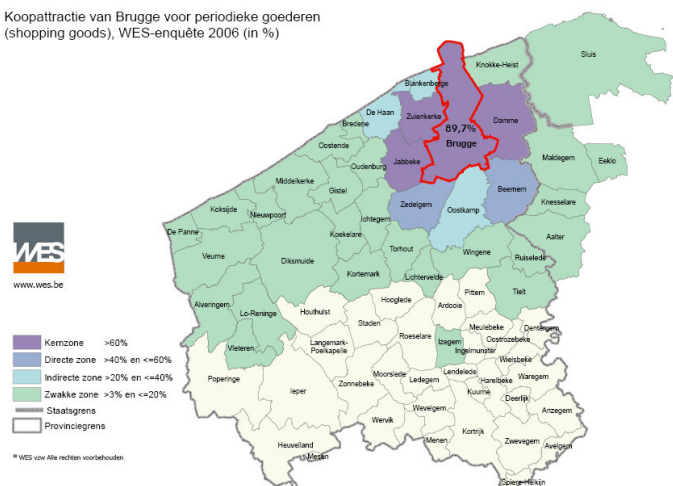 Koopattractie van Brugge voor periodieke goederen
(shopping goods), WES-enquête 2006 (in %)
Sluis
Knokke-Heist
Blankenberge
De Haan
Zuienkerke
Damme
Bredene
89,7%
Brugge
Oostende
Jabbeke
Oudenburg
Maldegem
Eeklo
Middelkerke
Gistel
Zedelgem
Beernem
Koksijde
Nieuwpoort
Ichtegem
Oostkamp
Knesselare
De Panne
Koekelare
Torhout
Aalter
Veurne
Diksmuide
Wingene
Ruiselede
Kortemark
Lichtervelde
Tielt
WES
www.wes.be
Alveringem
Lo-Reninge
Houthulst
Hooglede
Pittem
Ardooie
Staden
Meulebeke
Dentergem
Vleteren
Langemark-
Poelkapelle
Roeselare
Izegem
Oostrozebeke
Ingelmunster
Wielsbeke
Poperinge
Moorslede
Lendelede
Ledegem
Waregem
Zonnebeke
Harelbeke
Ieper
Kuurne
Deerlijk
Wevelgem
Anzegem
Wervik
Kortrijk
Menen
Zwevegem
Avelgem
Heuvelland
Mesen
Spiere-Helkijn
Kernzone >60%
Directe zone >40% en <=60%
Indirecte zone >20% en <=40%
Zwakke zone >3% en <=20%
Staatsgrens
Provinciegrens
® WES vzw Alle rechten voorbehouden